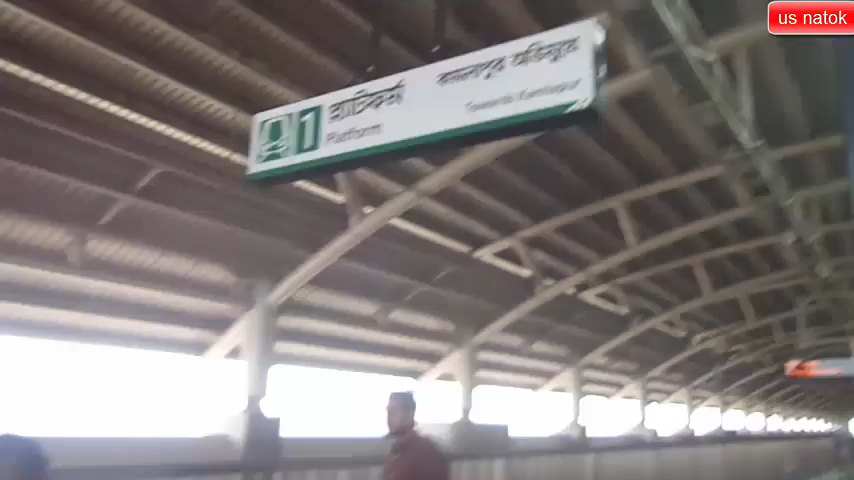 us natok
1 প্ল্যাটফর্ম
Platform
কমলাপুর অভিমুখে
Towards Kamlapur